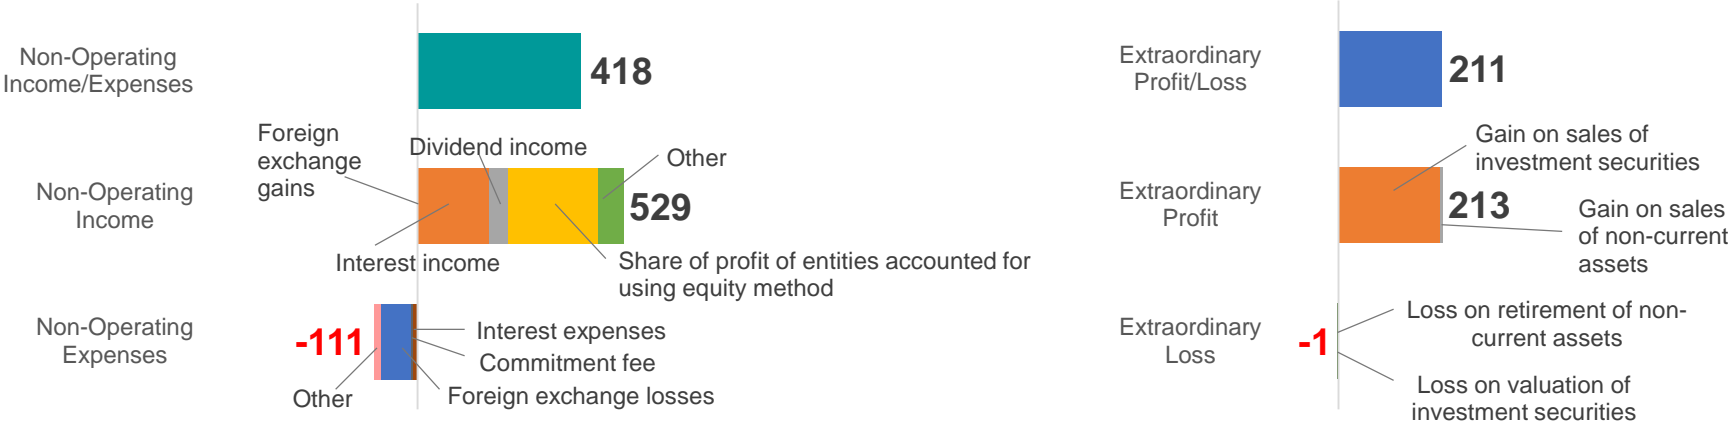 Non-Operating
Income/Expenses
418
Foreign
exchange
gains
Dividend income
Other
Non-Operating
Income
529
Interest income
Share of profit of entities accounted for
using equity method
Non-Operating
Expenses
-111
Interest expenses
Commitment fee
Other
Foreign exchange losses
Extraordinary
Profit/Loss
211
Gain on sales of
investment securities
Extraordinary
Profit
213
Gain on sales
of non-current
assets
Extraordinary
Loss
-1
Loss on retirement of non-
current assets
Loss on valuation of
investment securities